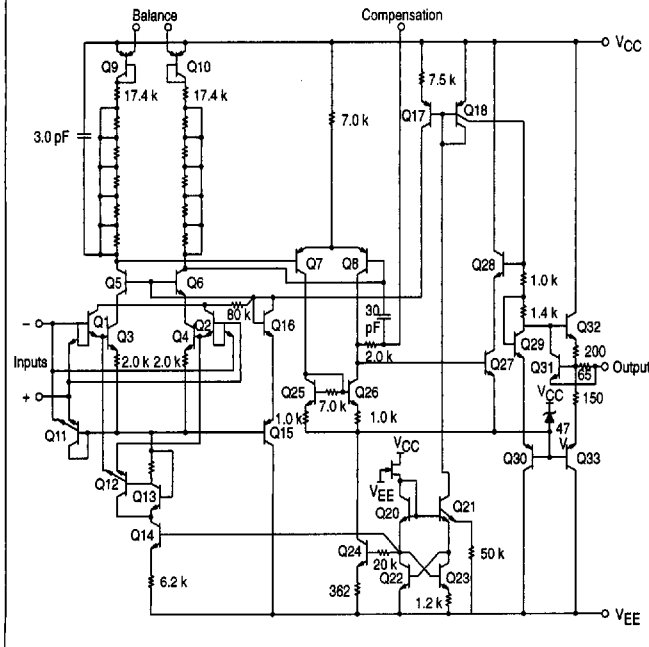 Balance
Compensation
VCC
Q9
Q10
17.4 k
17.4 k
7.5 k
Q17
Q18
3.0 pF
7.0 k
Q5
Q6
Q7
Q8
Q28
1.0 k
30
pF
1.4 k
80 k
Q1
Q3
Q4
Q2
Q16
Q29
Q32
–
2.0 k
2.0 k
2.0 k
200
Inputs
Q31
65
Output
+
Q25
7.0 k
Q26
Q27
VCC
150
1.0 k
1.0 k
47
V
Q11
Q15
Q30
Q33
Q12
Q13
VCC
VEE
Q20
Q21
Q14
Q24
20 k
50 k
6.2 k
362
Q22
Q23
1.2 k
VEE